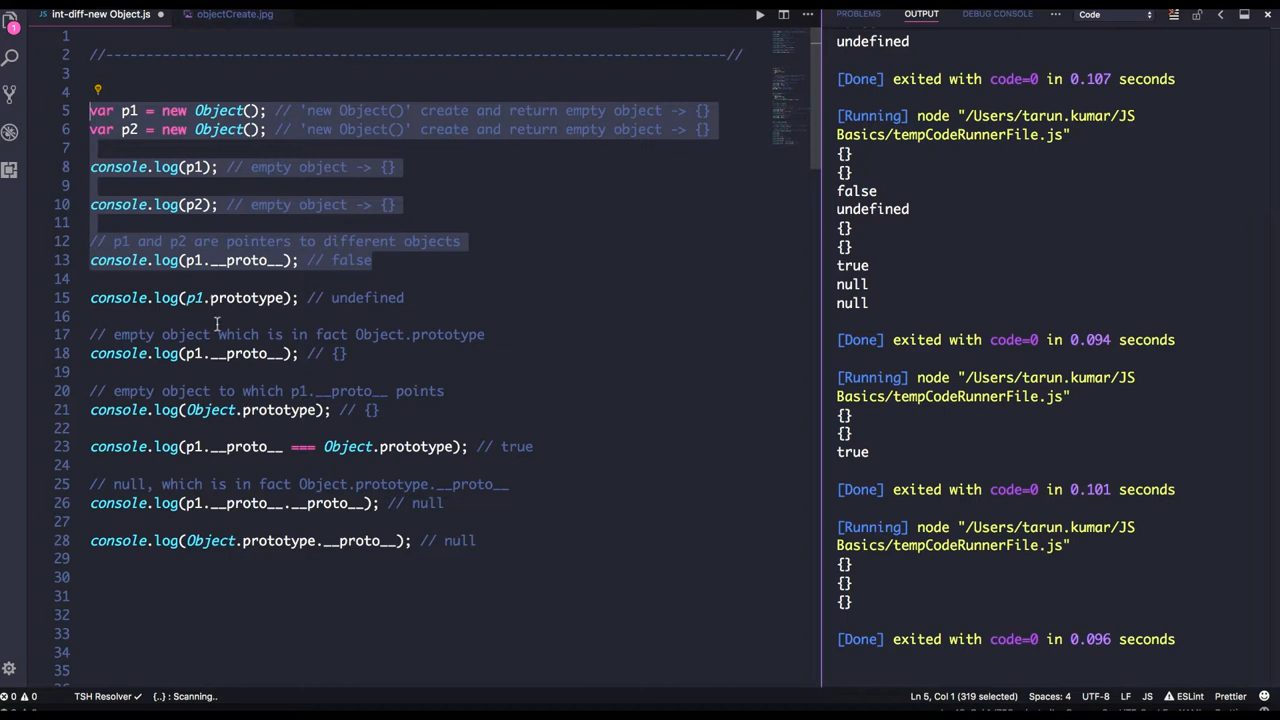 int-diff-new Object.js
objectCreate.jpg
1
2 //-------------------------------------------------------------------------------//
3
4
5 var p1 = new Object(); // 'new Object()' create and return empty object -> {}
6 var p2 = new Object(); // 'new Object()' create and return empty object -> {}
7
8 console.log(p1); // empty object -> {}
9
10 console.log(p2); // empty object -> {}
11
12 // p1 and p2 are pointers to different objects
13 console.log(p1.__proto__); // false
14
15 console.log(p1.prototype); // undefined
16
17 // empty object which is in fact Object.prototype
18 console.log(p1.__proto__); // {}
19
20 // empty object to which p1.__proto__ points
21 console.log(Object.prototype); // {}
22
23 console.log(p1.__proto__ === Object.prototype); // true
24
25 // null, which is in fact Object.prototype.__proto__
26 console.log(p1.__proto__.__proto__); // null
27
28 console.log(Object.prototype.__proto__); // null
29
30
31
32
33
34
35
PROBLEMS OUTPUT DEBUG CONSOLE Code
undefined
[Done] exited with code=0 in 0.107 seconds
[Running] node "/Users/tarun.kumar/JS
Basics/tempCodeRunnerFile.js"
{}
{}
false
undefined
{}
{}
true
null
null
[Done] exited with code=0 in 0.094 seconds
[Running] node "/Users/tarun.kumar/JS
Basics/tempCodeRunnerFile.js"
{}
{}
true
[Done] exited with code=0 in 0.101 seconds
[Running] node "/Users/tarun.kumar/JS
Basics/tempCodeRunnerFile.js"
{}
{}
{}
[Done] exited with code=0 in 0.096 seconds
0 0 TSH Resolver {..} : Scanning.. Ln 5, Col 1 (319 selected) Spaces: 4 UTF-8 LF JS ESLint Prettier